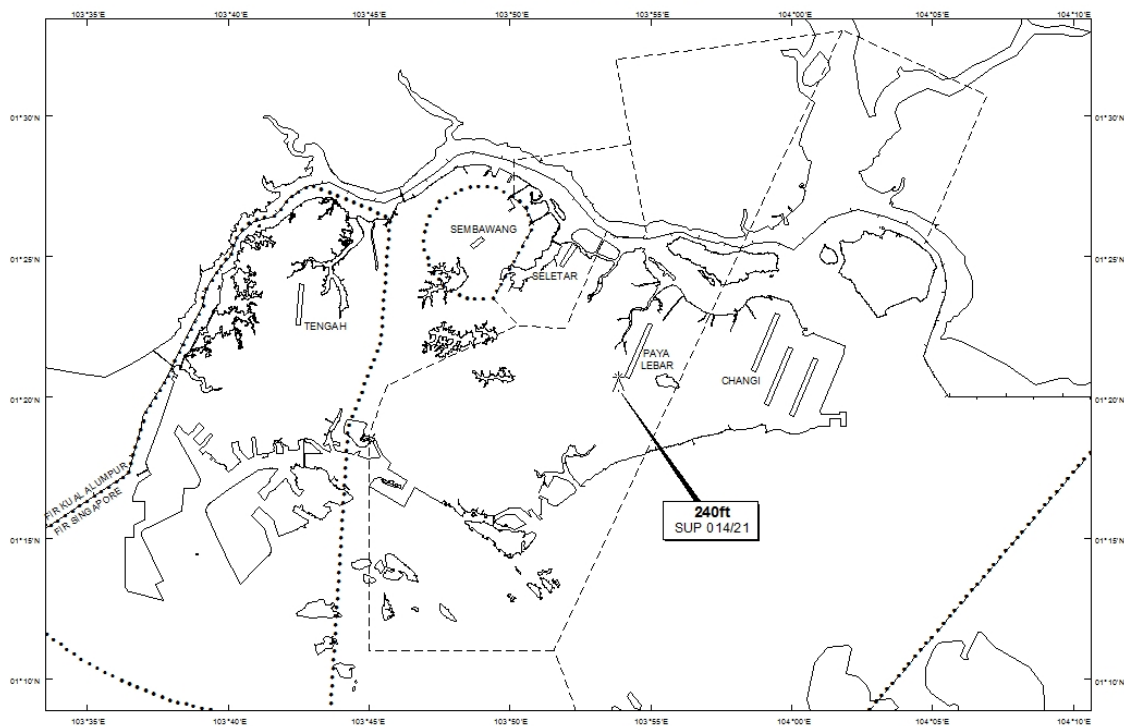 103°35'E
103°40'E
103°45'E
103°50'E
103°55'E
104°00'E
104°05'E
104°10'E
01°30'N
01°30'N
SEMBAWANG
01°25'N
SELETAR
01°25'N
TENGAH
PAYA
LEBAR
CHANGI
01°20'N
01°20'N
FIR KUALALUMPUR
FIR SINGAPORE
240ft
SUP 014/21
01°15'N
01°15'N
01°10'N
01°10'N
103°35'E
103°40'E
103°45'E
103°50'E
103°55'E
104°00'E
104°05'E
104°10'E